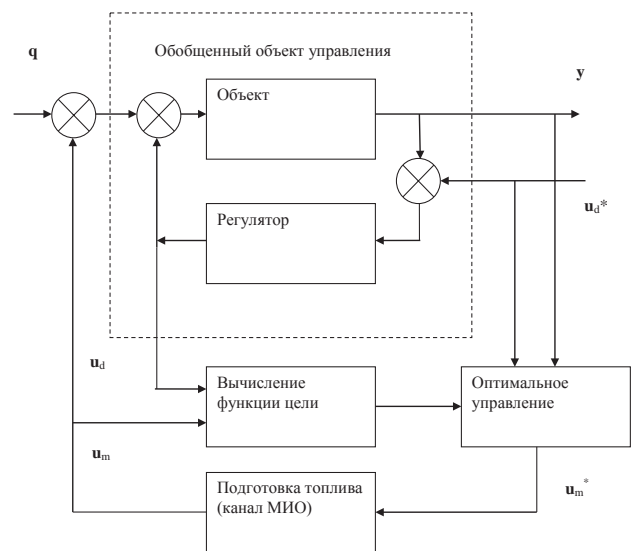 Обобщенный объект управления
q
y
Объект
u_d*
Регулятор
u_d
Вычисление
функции цели
Оптимальное
управление
u_m
Подготовка топлива
(канал МИО)
u_m*